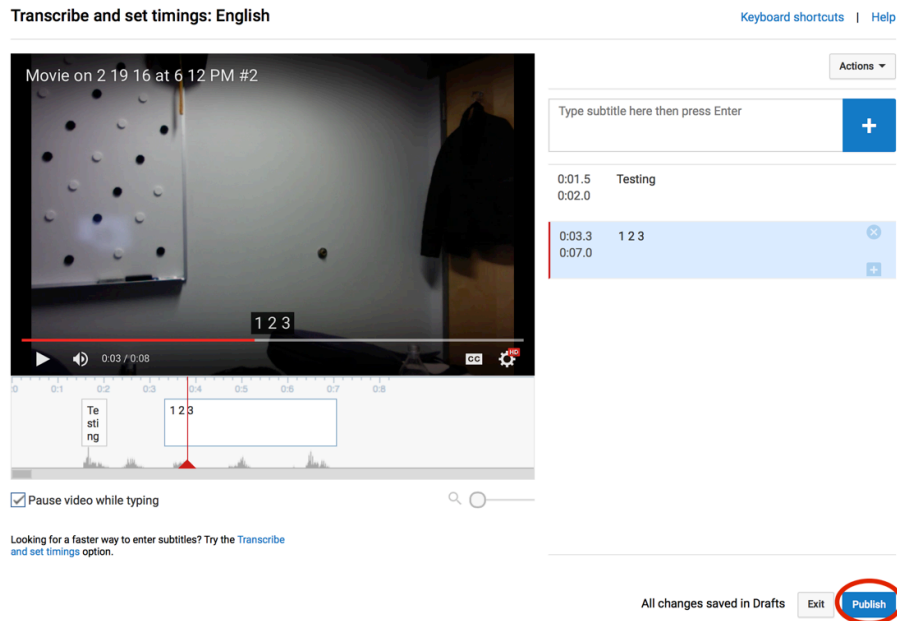 Transcribe and set timings: English
Keyboard shortcuts | Help
Movie on 2 19 16 at 6 12 PM #2
1 2 3
0:03 / 0:08
CC
HD
:0 0:1 0:2 0:3 0:4 0:5 0:6 0:7 0:8
Te
sti
ng
1 2 3
Pause video while typing
Looking for a faster way to enter subtitles? Try the Transcribe
and set timings option.
Actions
Type subtitle here then press Enter
+
0:01.5 Testing
0:02.0
0:03.3 1 2 3
0:07.0
All changes saved in Drafts Exit Publish